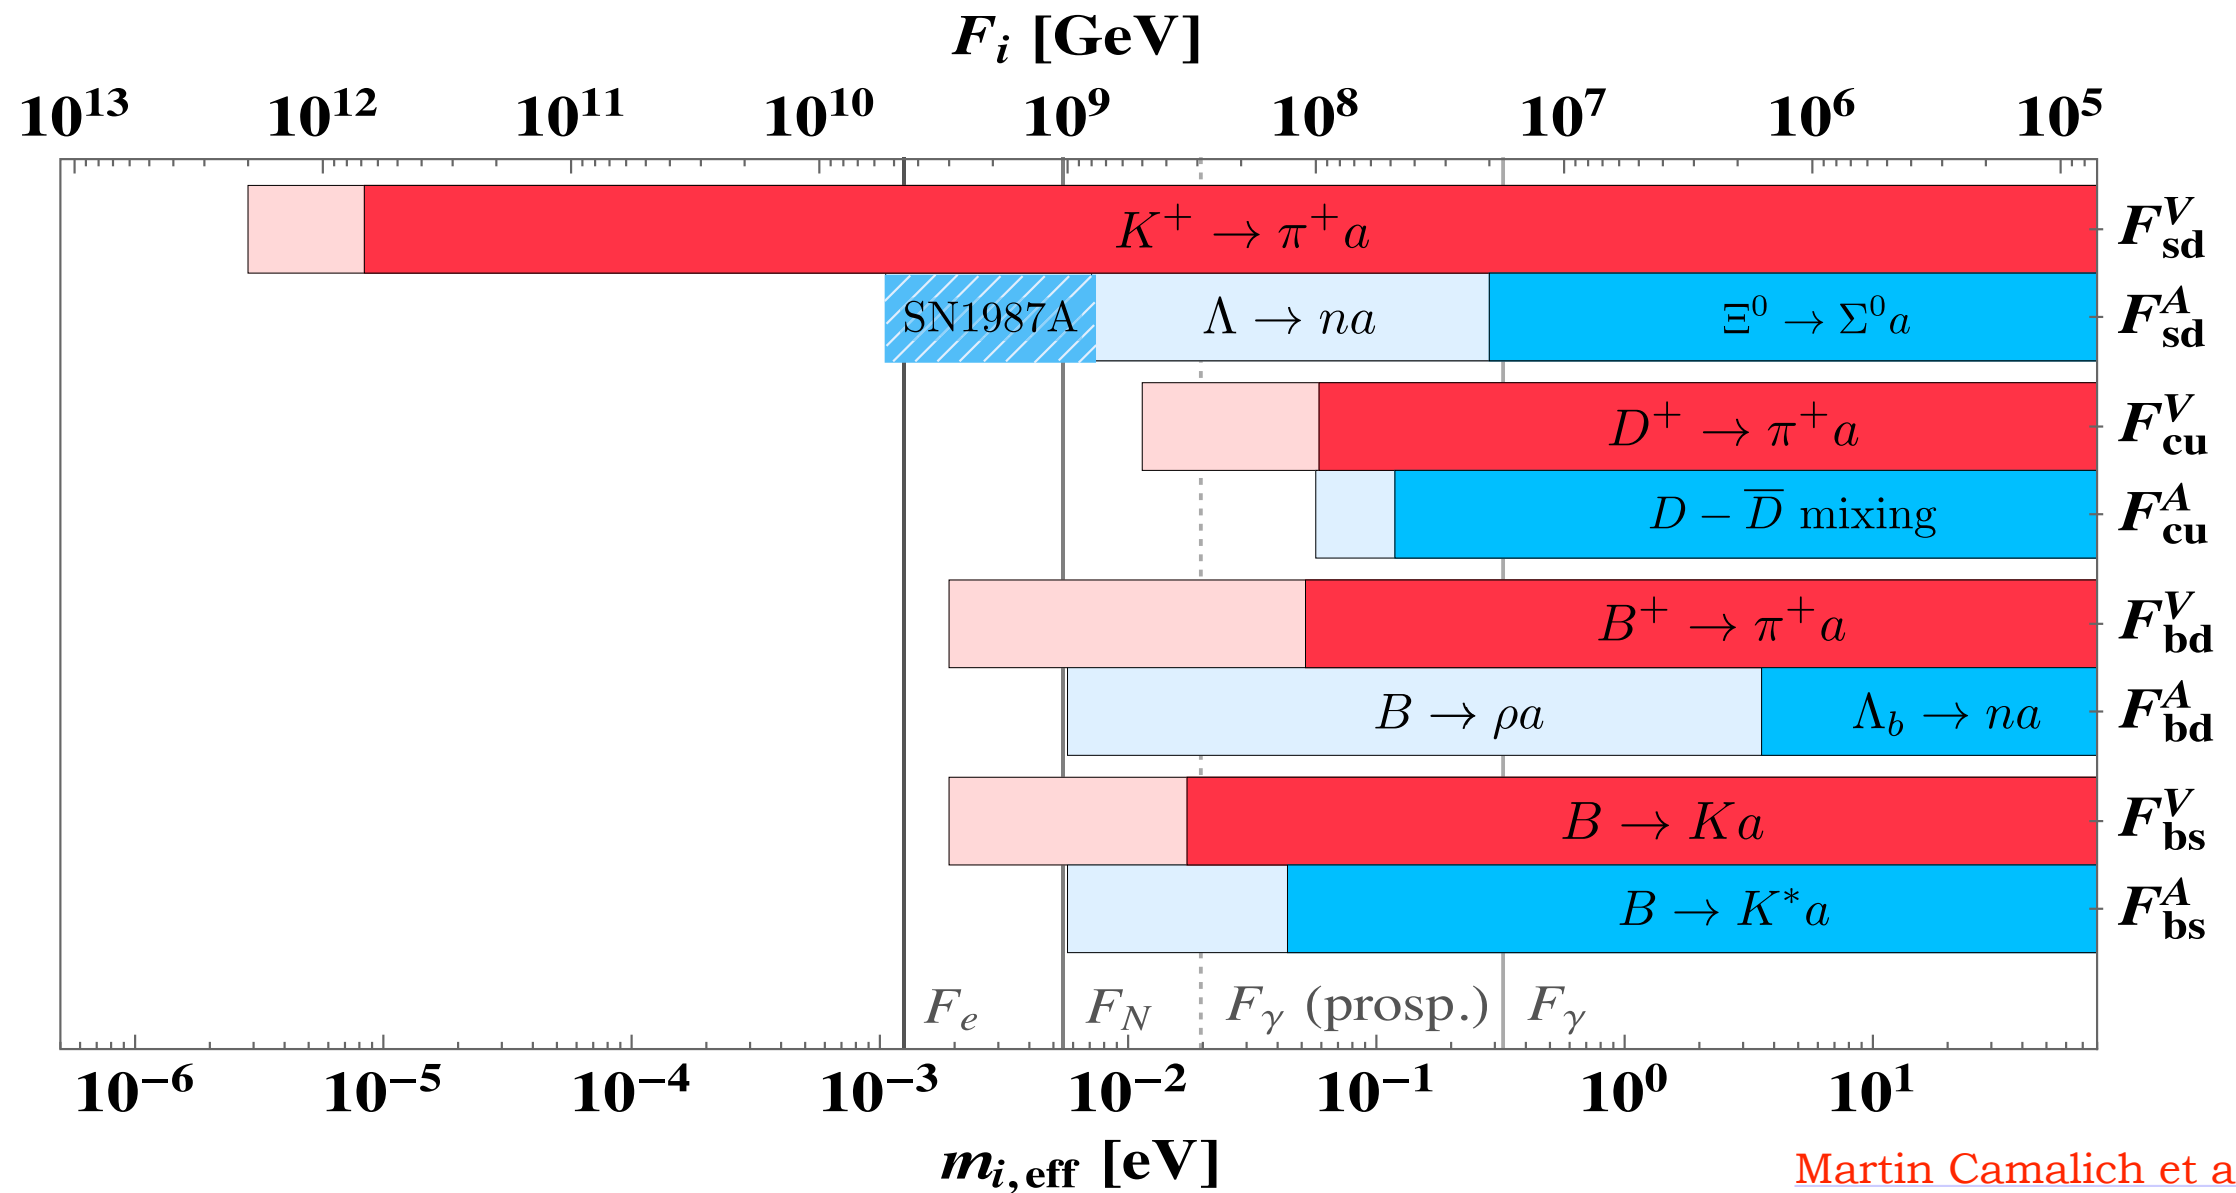 F_i [GeV]
10^13 10^12 10^11 10^10 10^9 10^8 10^7 10^6 10^5
K^+ → π^+ a F^V_sd
SN1987A Λ → na Ξ^0 → Σ^0 a F^A_sd
D^+ → π^+ a F^V_cu
D − D̅ mixing F^A_cu
B^+ → π^+ a F^V_bd
B → ρa Λ_b → na F^A_bd
B → Ka F^V_bs
B → K^* a F^A_bs
F_e F_N F_γ (prosp.) F_γ
10^−6 10^−5 10^−4 10^−3 10^−2 10^−1 10^0 10^1
m_i,eff [eV]
Martin Camalich et a